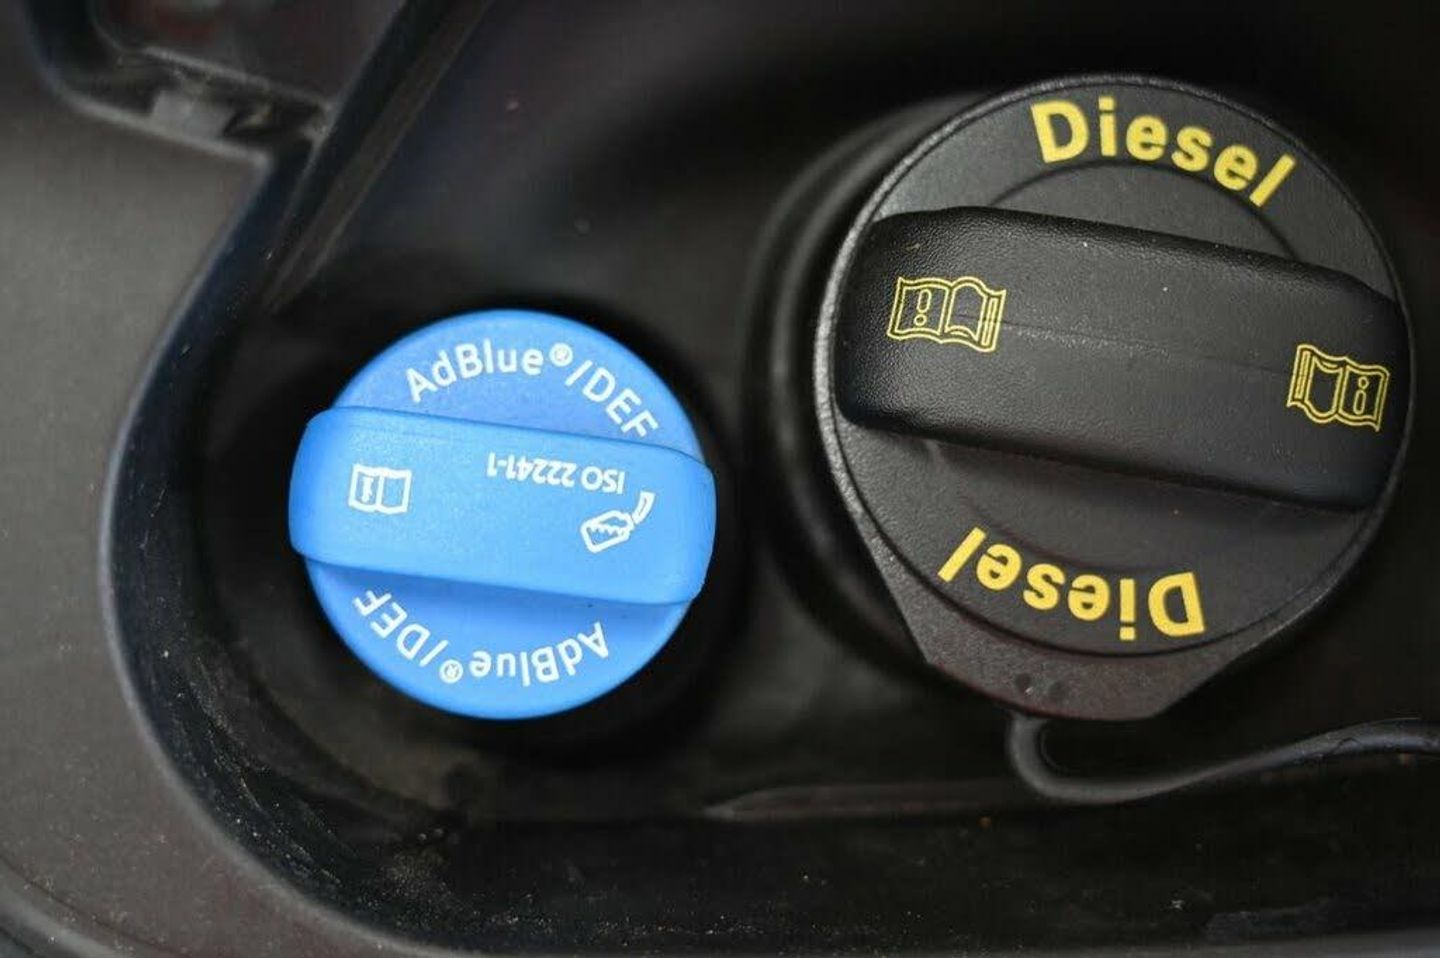 Diesel
AdBlue®/DEF
ISO 22241-1
Diesel
AdBlue®/DEF